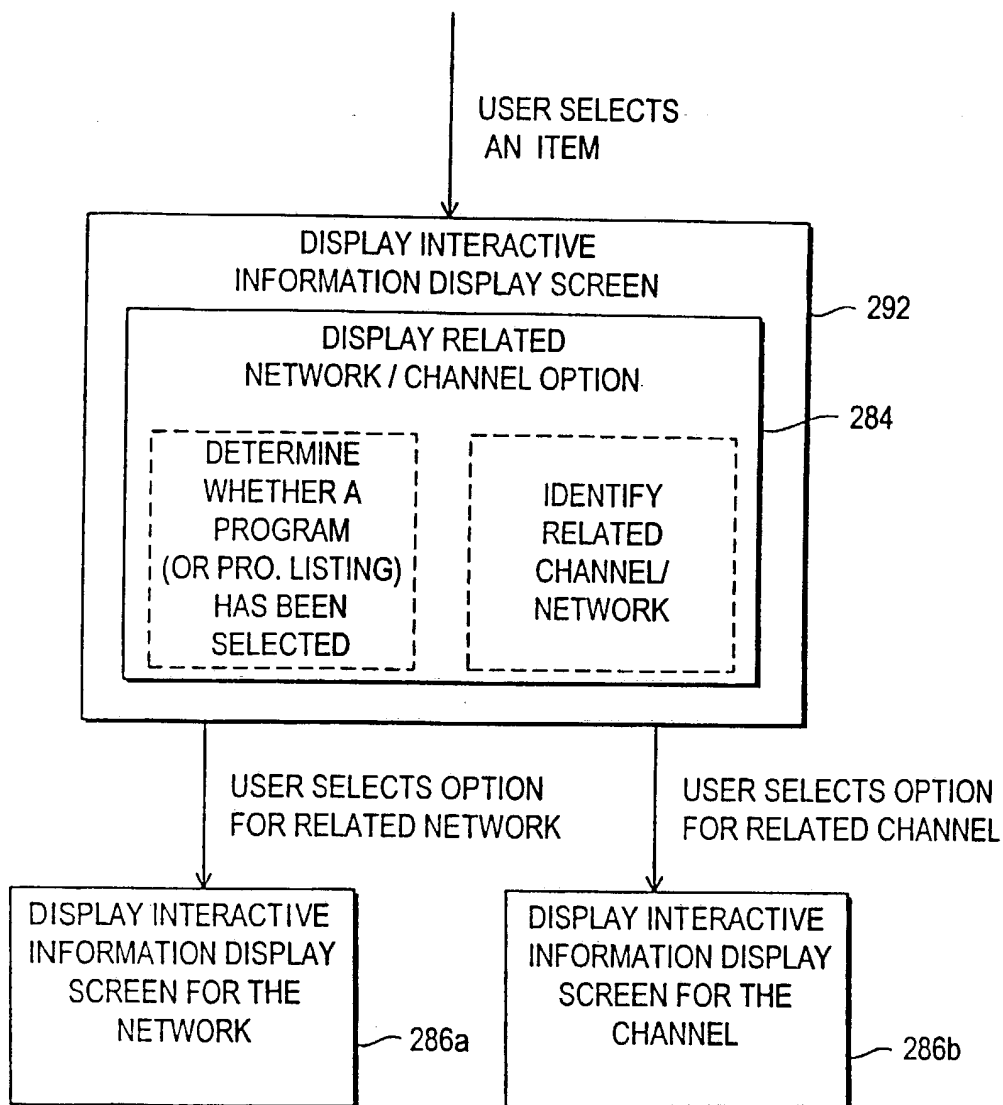 USER SELECTS
AN ITEM
DISPLAY INTERACTIVE
INFORMATION DISPLAY SCREEN
292
DISPLAY RELATED
NETWORK / CHANNEL OPTION
284
DETERMINE
WHETHER A
PROGRAM
(OR PRO. LISTING)
HAS BEEN
SELECTED
IDENTIFY
RELATED
CHANNEL/
NETWORK
USER SELECTS OPTION
FOR RELATED NETWORK
USER SELECTS OPTION
FOR RELATED CHANNEL
DISPLAY INTERACTIVE
INFORMATION DISPLAY
SCREEN FOR THE
NETWORK
286a
DISPLAY INTERACTIVE
INFORMATION DISPLAY
SCREEN FOR THE
CHANNEL
286b